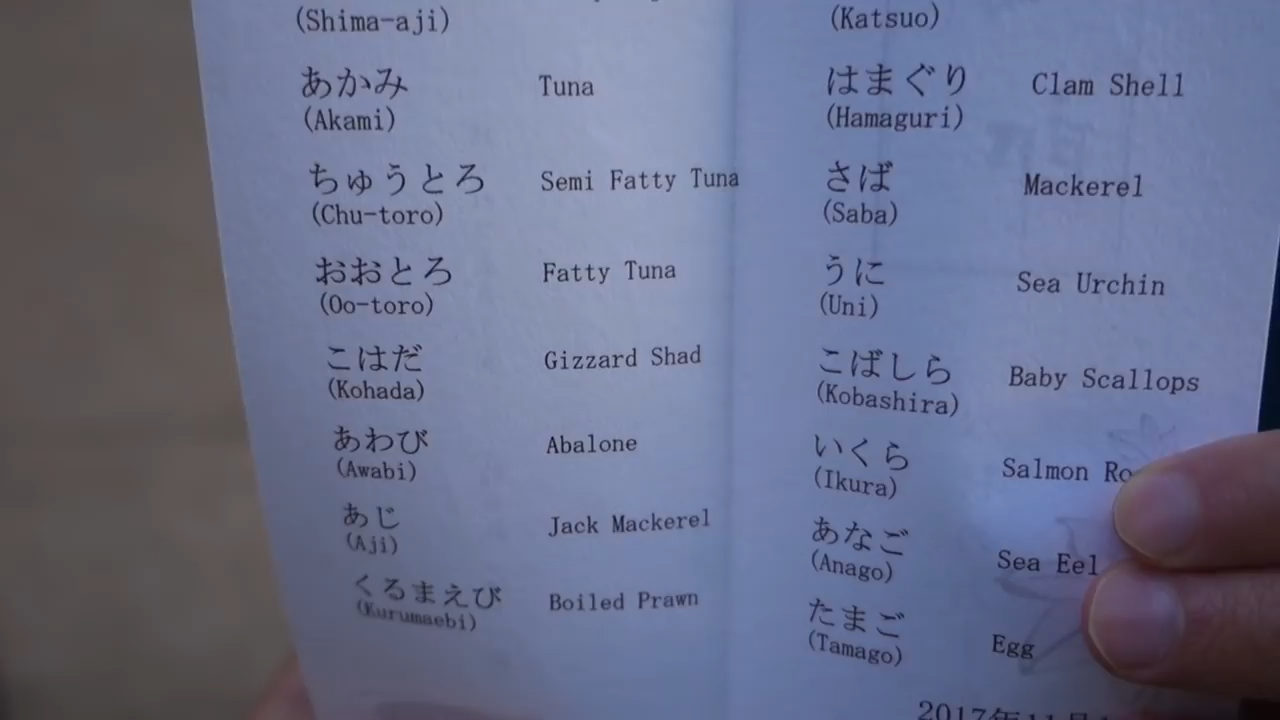 (Shima-aji)
あかみ Tuna
(Akami)
ちゅうとろ Semi Fatty Tuna
(Chu-toro)
おおとろ Fatty Tuna
(Oo-toro)
こはだ Gizzard Shad
(Kohada)
あわび Abalone
(Awabi)
あじ Jack Mackerel
(Aji)
くるまえび Boiled Prawn
(Kurumaebi)
(Katsuo)
はまぐり Clam Shell
(Hamaguri)
さば Mackerel
(Saba)
うに Sea Urchin
(Uni)
こばしら Baby Scallops
(Kobashira)
いくら Salmon
(Ikura)
あなご Sea Eel
(Anago)
たまご Egg
(Tamago)
2017年11月